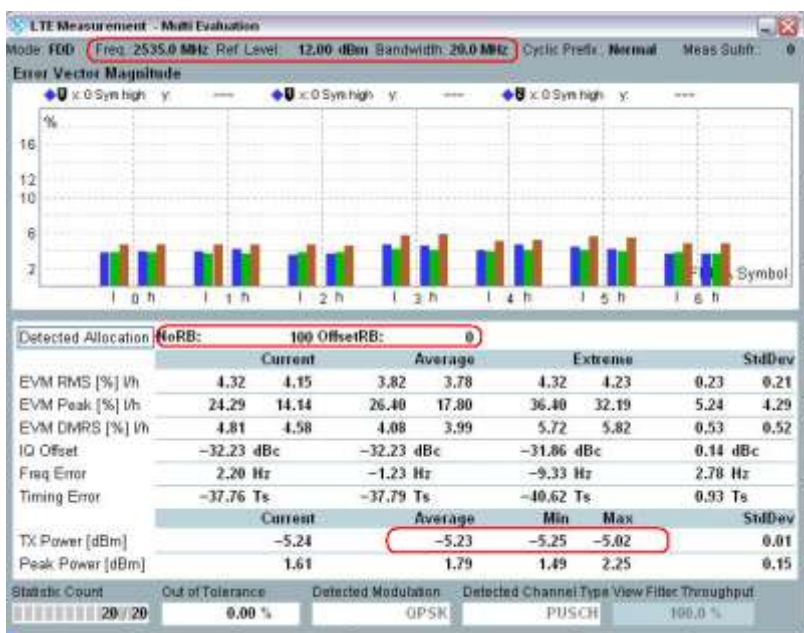 LTE Measurement - Multi Evaluation
Mode: FDD Freq.: 2535.0 MHz Ref. Level: 12.00 dBm Bandwidth: 20.0 MHz Cyclic Prefix: Normal Meas Subfr.: 0
Error Vector Magnitude
x: 0 Sym high y: --- x: 0 Sym high y: --- x: 0 Sym high y: ---
%
16
12
10
6
2
Symbol
l 0 h l 1 h l 2 h l 3 h l 4 h l 5 h l 6 h
Detected Allocation NoRB: 100 OffsetRB: 0
Current Average Extreme StdDev
EVM RMS [%] l/h 4.32 4.15 3.82 3.78 4.32 4.23 0.23 0.21
EVM Peak [%] l/h 24.29 14.14 26.40 17.80 36.40 32.19 5.24 4.29
EVM DMRS [%] l/h 4.81 4.58 4.08 3.99 5.72 5.82 0.53 0.52
IQ Offset -32.23 dBc -32.23 dBc -31.86 dBc 0.14 dBc
Freq Error 2.20 Hz -1.23 Hz -9.33 Hz 2.78 Hz
Timing Error -37.76 Ts -37.79 Ts -40.62 Ts 0.93 Ts
Current Average Min Max StdDev
TX Power [dBm] -5.24 -5.23 -5.25 -5.02 0.01
Peak Power [dBm] 1.61 1.79 1.49 2.25 0.15
Statistic Count Out of Tolerance Detected Modulation Detected Channel Type View Filter Throughput
20 / 20 0.00 % QPSK PUSCH 100.0 %